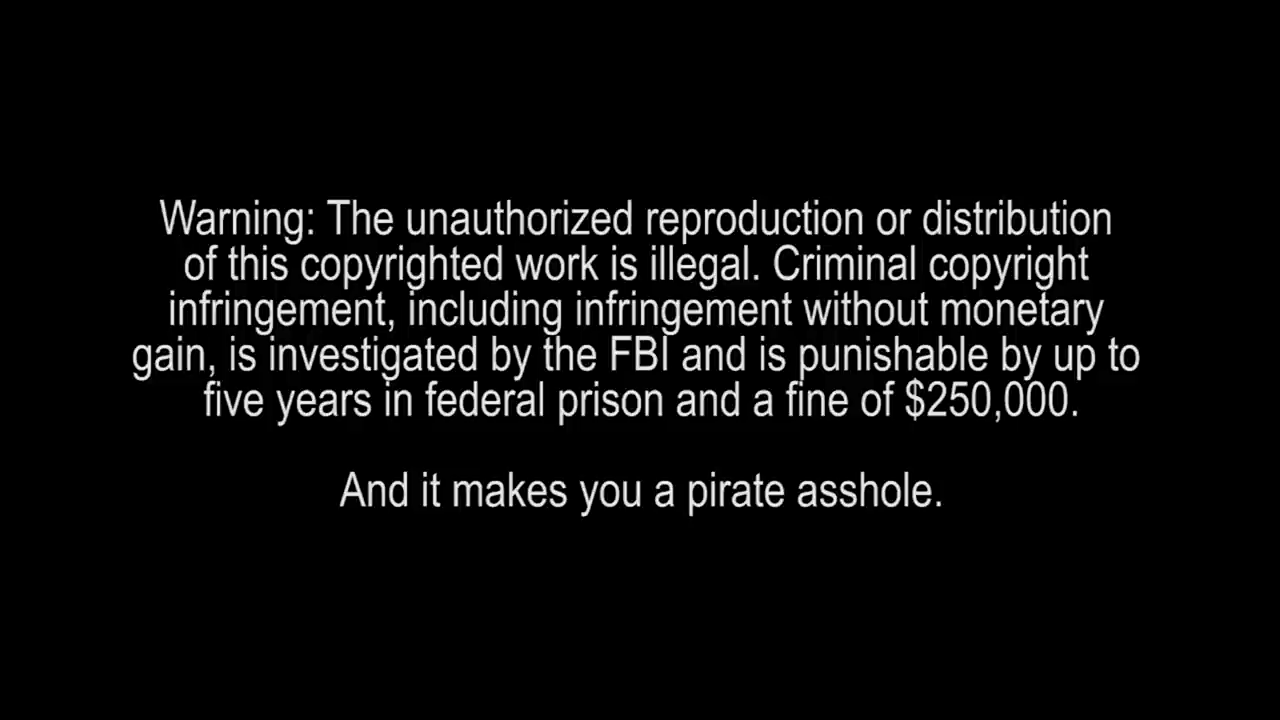 Warning: The unauthorized reproduction or distribution
of this copyrighted work is illegal. Criminal copyright
infringement, including infringement without monetary
gain, is investigated by the FBI and is punishable by up to
five years in federal prison and a fine of $250,000.
And it makes you a pirate asshole.